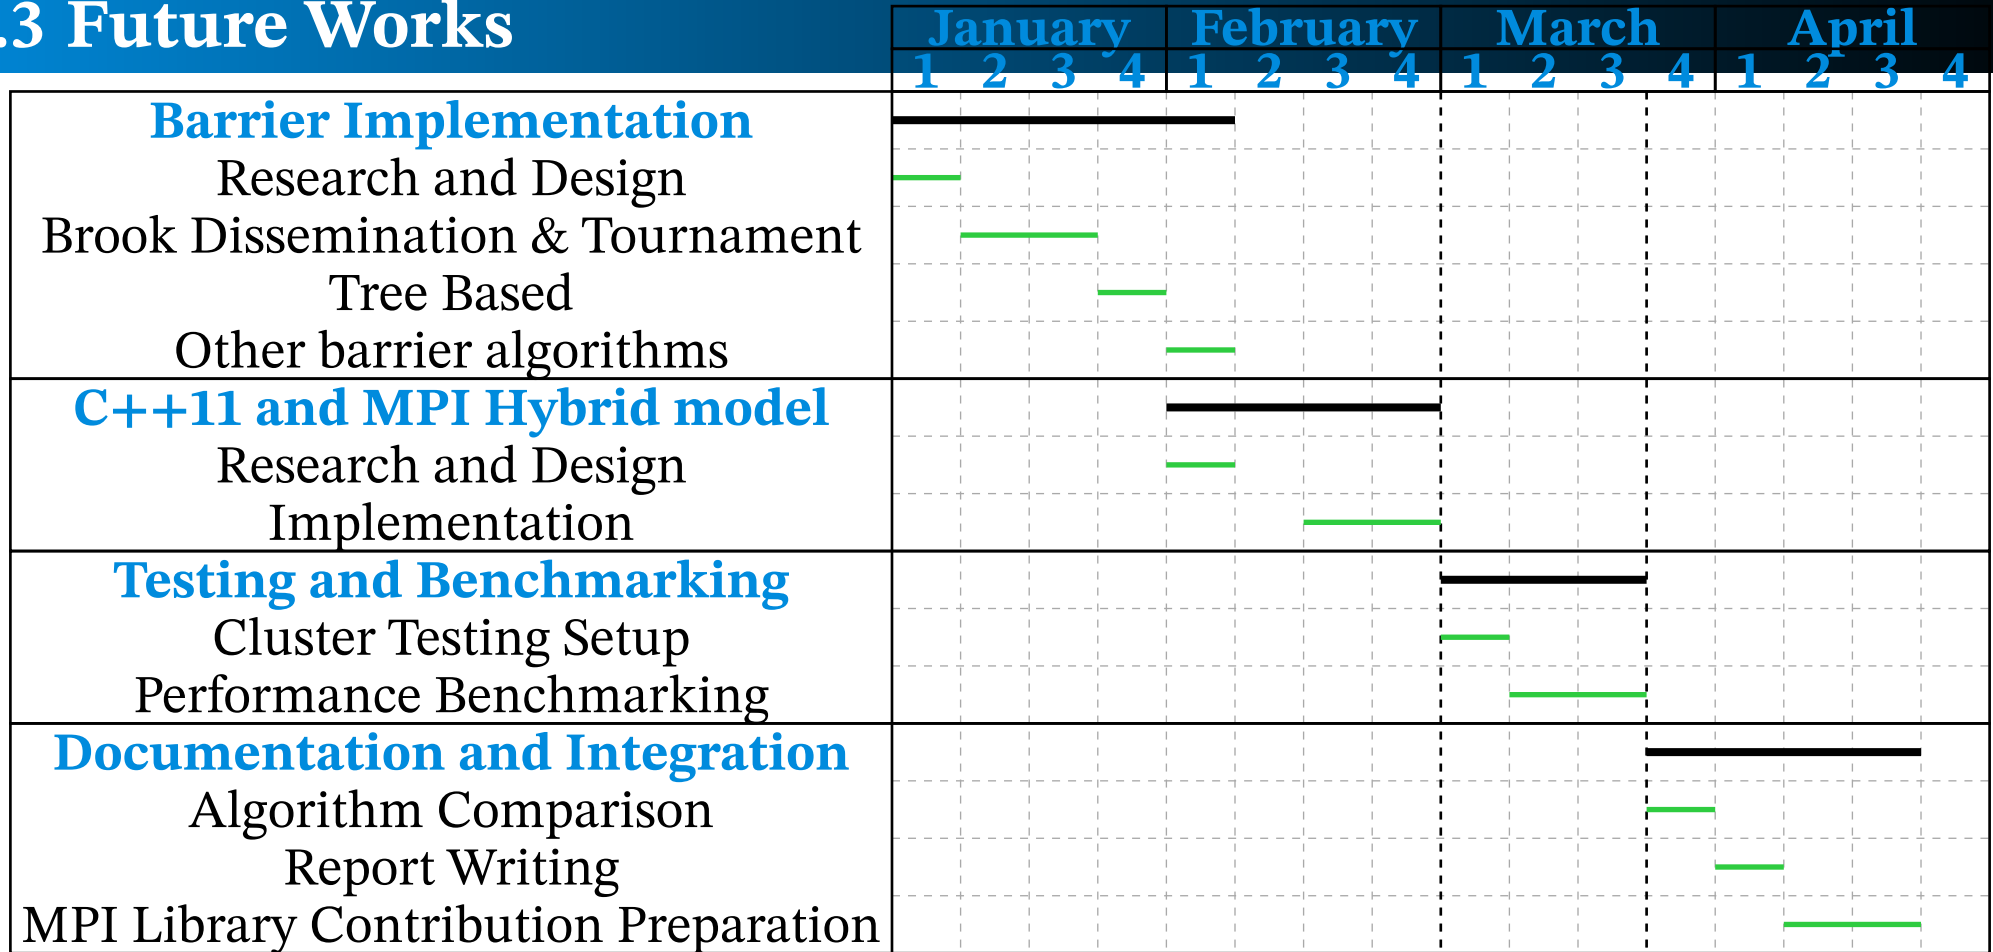 .3 Future Works
January February March April
1 2 3 4 1 2 3 4 1 2 3 4 1 2 3 4
Barrier Implementation
Research and Design
Brook Dissemination & Tournament
Tree Based
Other barrier algorithms
C++11 and MPI Hybrid model
Research and Design
Implementation
Testing and Benchmarking
Cluster Testing Setup
Performance Benchmarking
Documentation and Integration
Algorithm Comparison
Report Writing
MPI Library Contribution Preparation